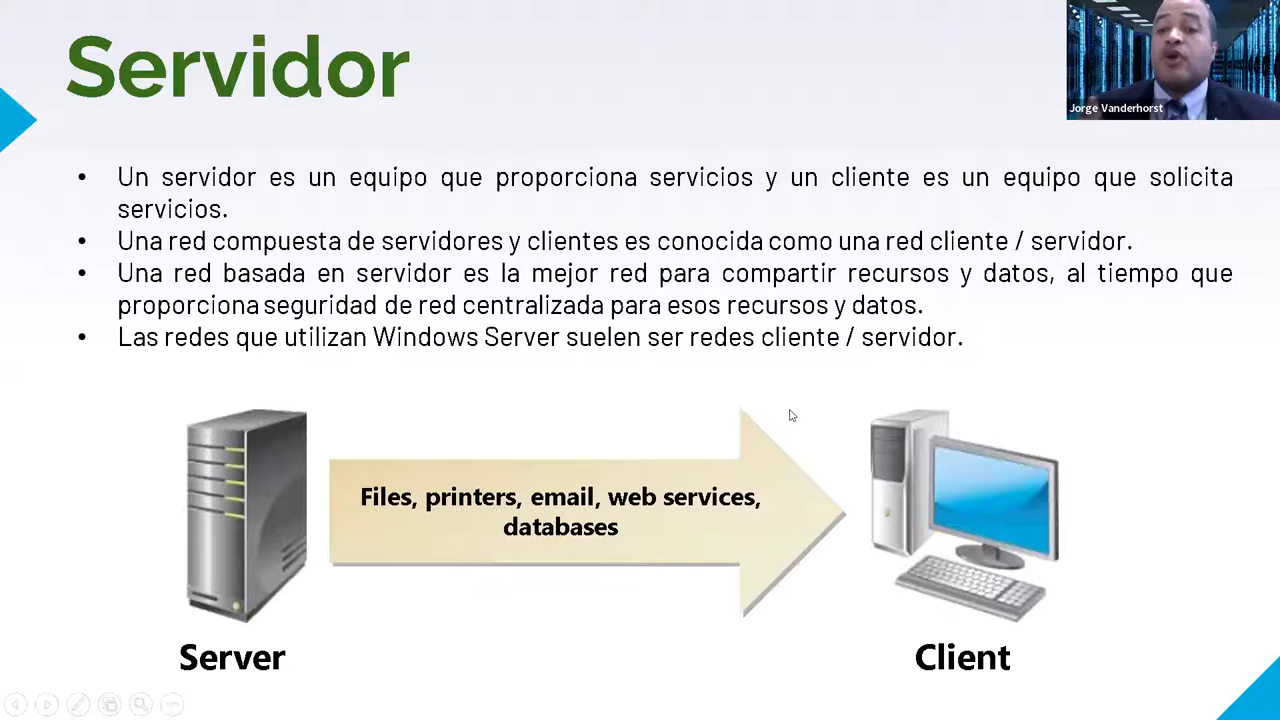 Servidor
Jorge Vanderhorst
• Un servidor es un equipo que proporciona servicios y un cliente es un equipo que solicita
servicios.
• Una red compuesta de servidores y clientes es conocida como una red cliente / servidor.
• Una red basada en servidor es la mejor red para compartir recursos y datos, al tiempo que
proporciona seguridad de red centralizada para esos recursos y datos.
• Las redes que utilizan Windows Server suelen ser redes cliente / servidor.
Files, printers, email, web services,
databases
Server
Client